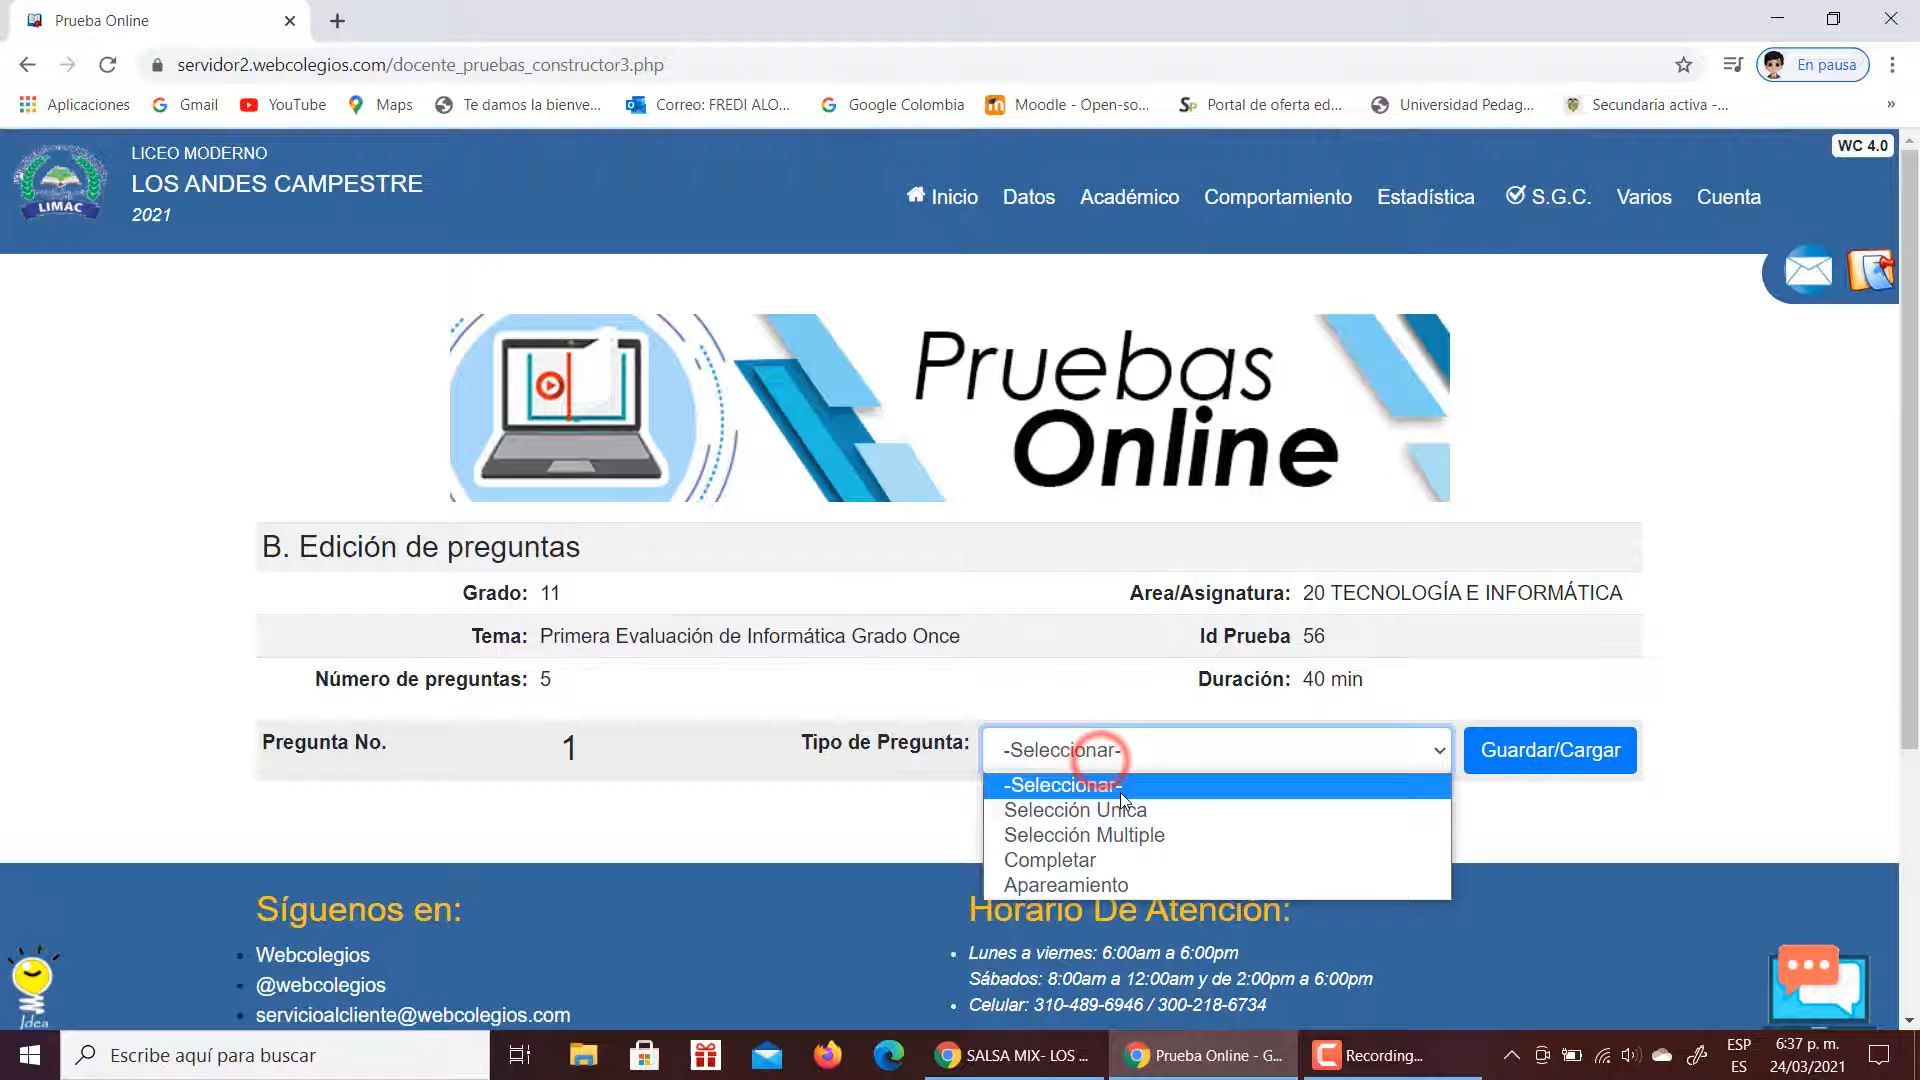 Prueba Online
servidor2.webcolegios.com/docente_pruebas_constructor3.php
En pausa
Aplicaciones
Gmail
YouTube
Maps
Te damos la bienve...
Correo: FREDI ALO...
Google Colombia
Moodle - Open-so...
Portal de oferta ed...
Universidad Pedag...
Secundaria activa -...
»
LICEO MODERNO
LOS ANDES CAMPESTRE
2021
LIMAC
WC 4.0
Inicio
Datos
Académico
Comportamiento
Estadística
S.G.C.
Varios
Cuenta
Pruebas
Online
B. Edición de preguntas
Grado: 11
Area/Asignatura: 20 TECNOLOGÍA E INFORMÁTICA
Tema: Primera Evaluación de Informática Grado Once
Id Prueba 56
Número de preguntas: 5
Duración: 40 min
Pregunta No. 1
Tipo de Pregunta: -Seleccionar-
Guardar/Cargar
-Seleccionar-
Selección Unica
Selección Multiple
Completar
Apareamiento
Síguenos en:
Webcolegios
@webcolegios
servicioalcliente@webcolegios.com
Horario De Atención:
Lunes a viernes: 6:00am a 6:00pm
Sábados: 8:00am a 12:00am y de 2:00pm a 6:00pm
Celular: 310-489-6946 / 300-218-6734
Idea
Escribe aquí para buscar
SALSA MIX- LOS ...
Prueba Online - G...
Recording...
ESP
ES
6:37 p. m.
24/03/2021